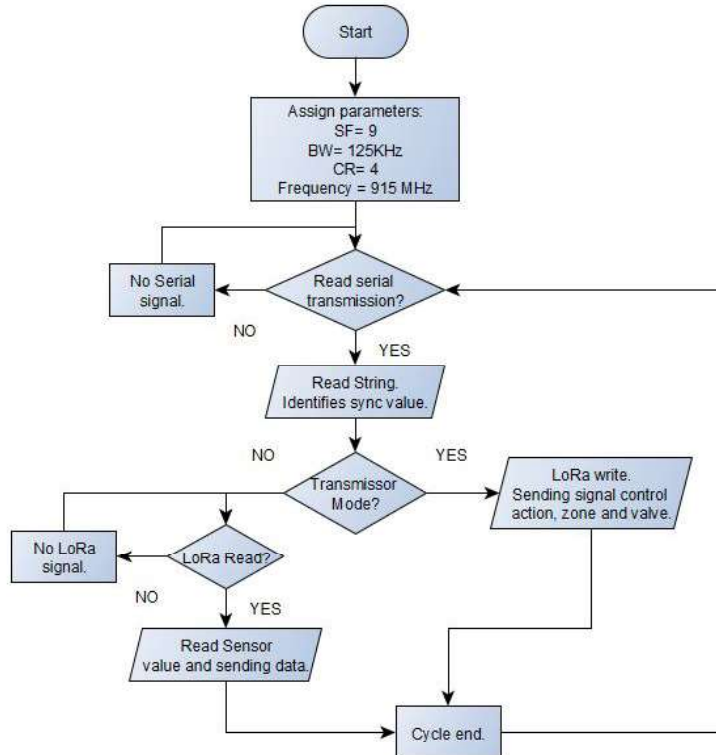 Start
Assign parameters:
SF= 9
BW= 125KHz
CR= 4
Frequency = 915 MHz
No Serial
signal.
Read serial
transmission?
NO
YES
Read String.
Identifies sync value.
NO
YES
Transmissor
Mode?
LoRa write.
Sending signal control
action, zone and valve.
No LoRa
signal.
LoRa Read?
NO
YES
Read Sensor
value and sending data.
Cycle end.